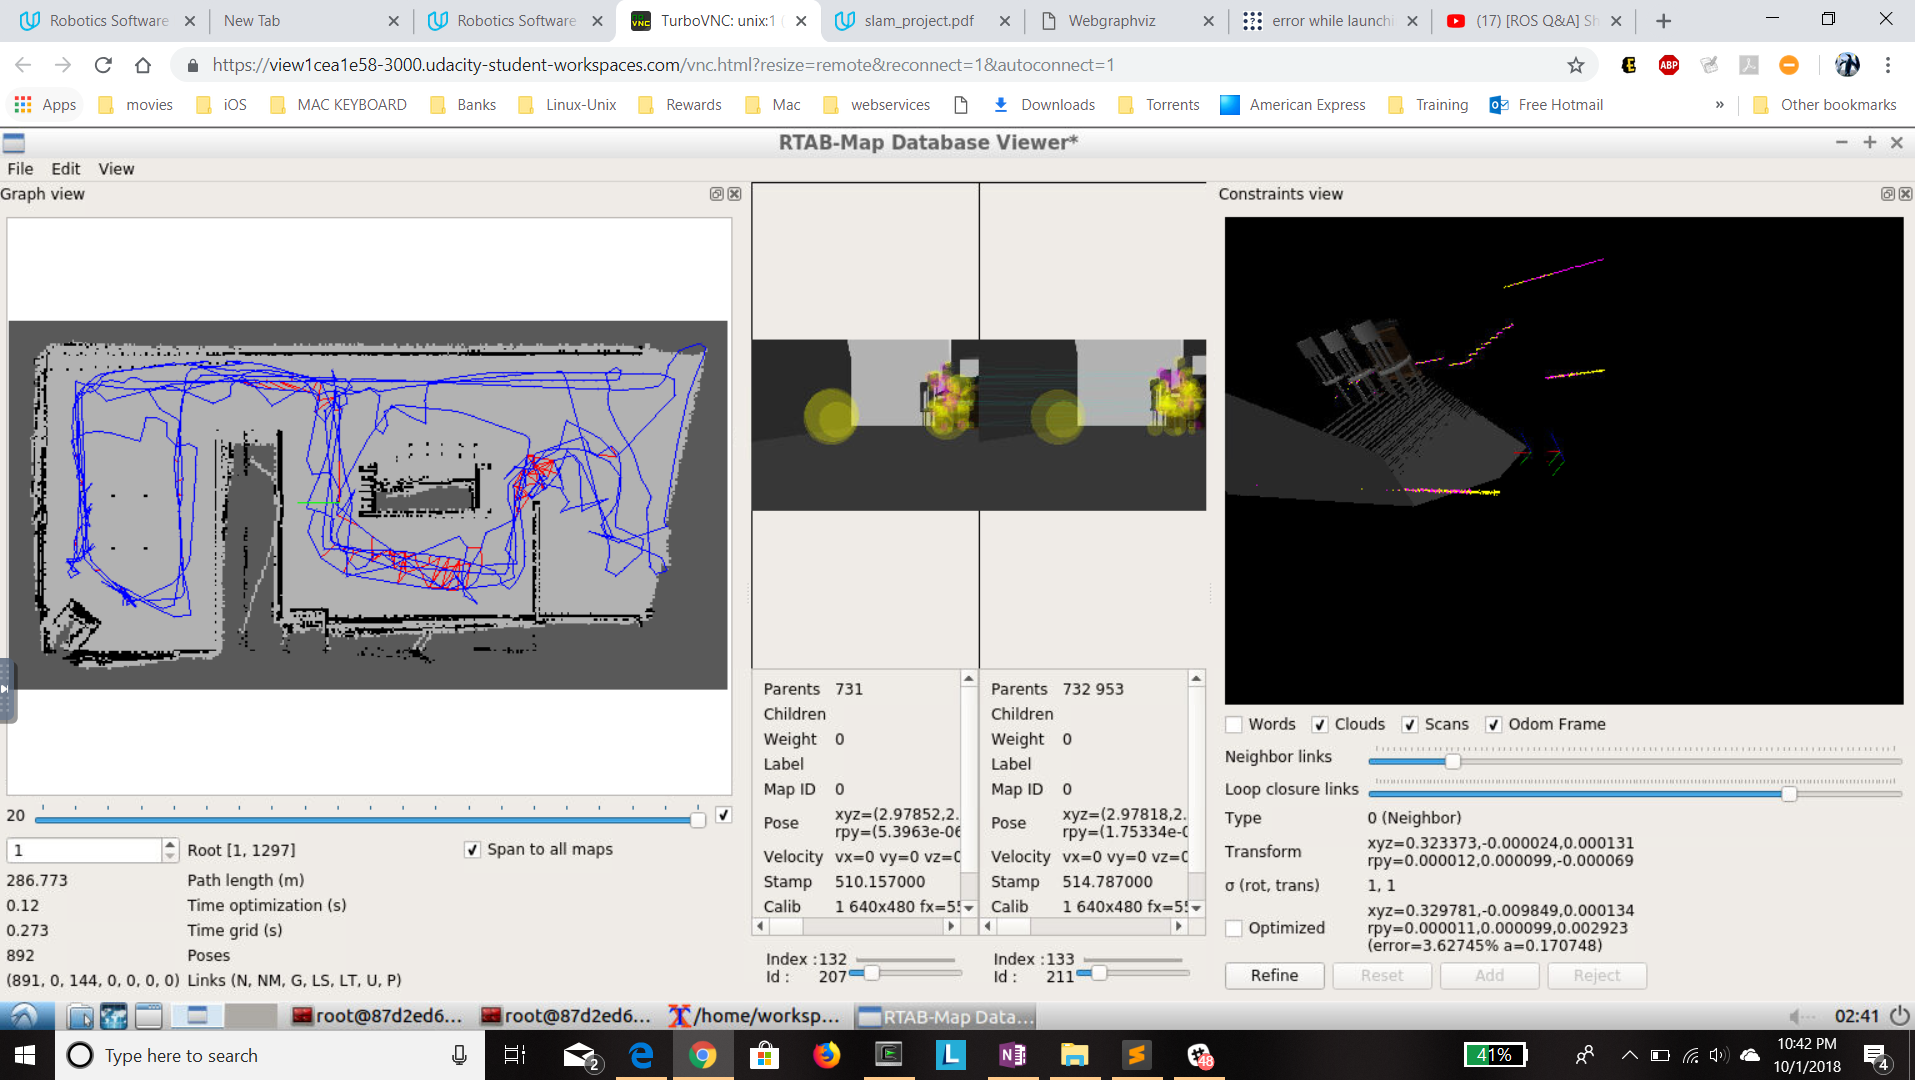 Robotics Software
New Tab
Robotics Software
TurboVNC: unix:1
slam_project.pdf
Webgraphviz
error while launchi
(17) [ROS Q&A] Sh
https://view1cea1e58-3000.udacity-student-workspaces.com/vnc.html?resize=remote&reconnect=1&autoconnect=1
ABP
Apps
movies
iOS
MAC KEYBOARD
Banks
Linux-Unix
Rewards
Mac
webservices
Downloads
Torrents
American Express
Training
Free Hotmail
»
Other bookmarks
RTAB-Map Database Viewer*
File Edit View
Graph view
Constraints view
Parents 731
Children
Weight 0
Label
Map ID 0
Pose xyz=(2.97852,2.
rpy=(5.3963e-06
Velocity vx=0 vy=0 vz=0
Stamp 510.157000
Calib 1 640x480 fx=55
Index :132
Id : 207
Parents 732 953
Children
Weight 0
Label
Map ID 0
Pose xyz=(2.97818,2.
rpy=(1.75334e-0
Velocity vx=0 vy=0 vz=0
Stamp 514.787000
Calib 1 640x480 fx=55
Index :133
Id : 211
Words Clouds Scans Odom Frame
Neighbor links
Loop closure links
Type 0 (Neighbor)
Transform xyz=0.323373,-0.000024,0.000131
rpy=0.000012,0.000099,-0.000069
σ (rot, trans) 1, 1
Optimized xyz=0.329781,-0.009849,0.000134
rpy=0.000011,0.000099,0.002923
(error=3.62745% a=0.170748)
Refine Reset Add Reject
20
1 Root [1, 1297] Span to all maps
286.773 Path length (m)
0.12 Time optimization (s)
0.273 Time grid (s)
892 Poses
(891, 0, 144, 0, 0, 0, 0) Links (N, NM, G, LS, LT, U, P)
root@87d2ed6...
root@87d2ed6...
/home/worksp...
RTAB-Map Data...
02:41
Type here to search
2
48
41%
10:42 PM
10/1/2018
4